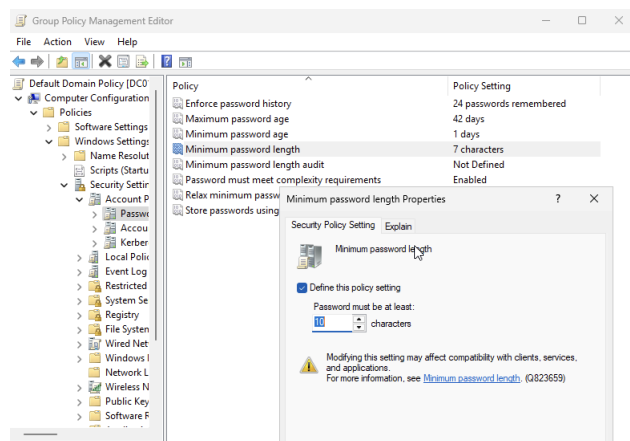 Group Policy Management Editor
File Action View Help
Default Domain Policy [DC0
Computer Configuration
Policies
Software Settings
Windows Settings
Name Resolut
Scripts (Startu
Security Settin
Account P
Passwo
Accou
Kerber
Local Polic
Event Log
Restricted
System Se
Registry
File System
Wired Net
Windows
Network L
Wireless N
Public Key
Software R
Policy Policy Setting
Enforce password history 24 passwords remembered
Maximum password age 42 days
Minimum password age 1 days
Minimum password length 7 characters
Minimum password length audit Not Defined
Password must meet complexity requirements Enabled
Relax minimum passw
Store passwords using
Minimum password length Properties ?
Security Policy Setting Explain
Minimum password length
Define this policy setting
Password must be at least:
10 characters
Modifying this setting may affect compatibility with clients, services,
and applications.
For more information, see Minimum password length. (Q823659)